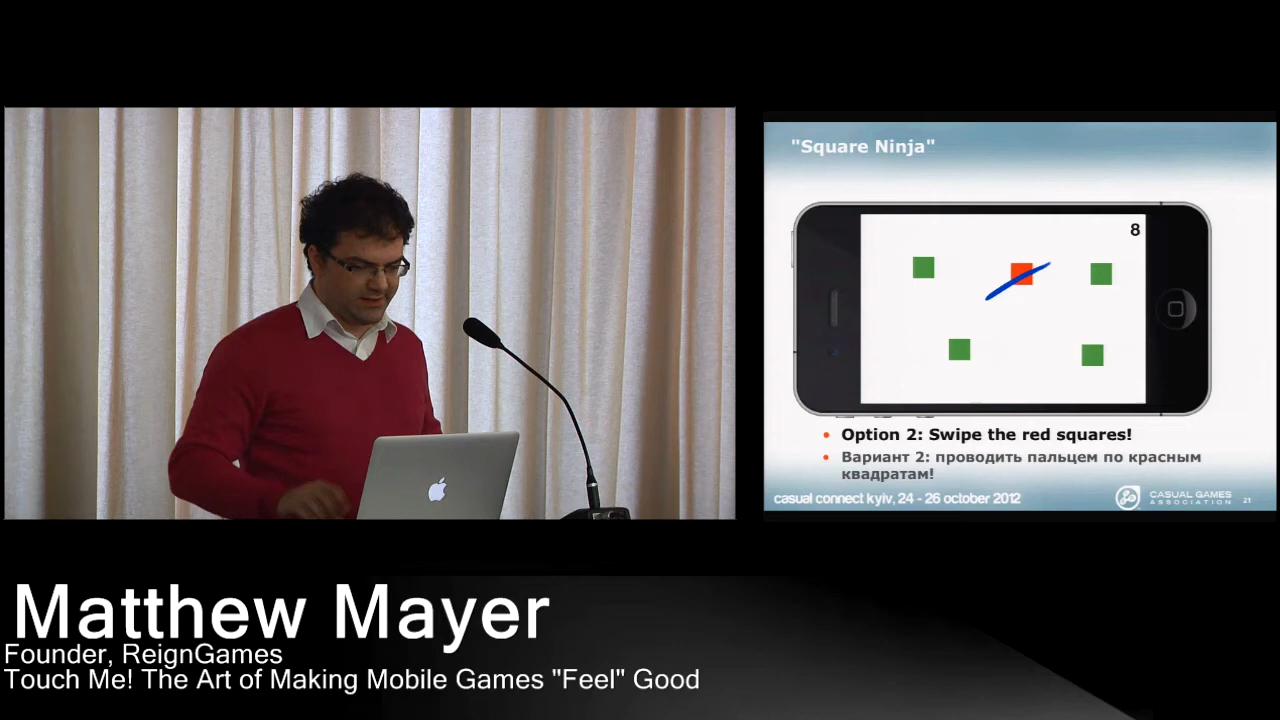 "Square Ninja"
8
Option 2: Swipe the red squares!
Вариант 2: проводить пальцем по красным
квадратам!
casual connect kyiv, 24 - 26 october 2012
CASUAL GAMES
ASSOCIATION
21
Matthew Mayer
Founder, ReignGames
Touch Me! The Art of Making Mobile Games "Feel" Good